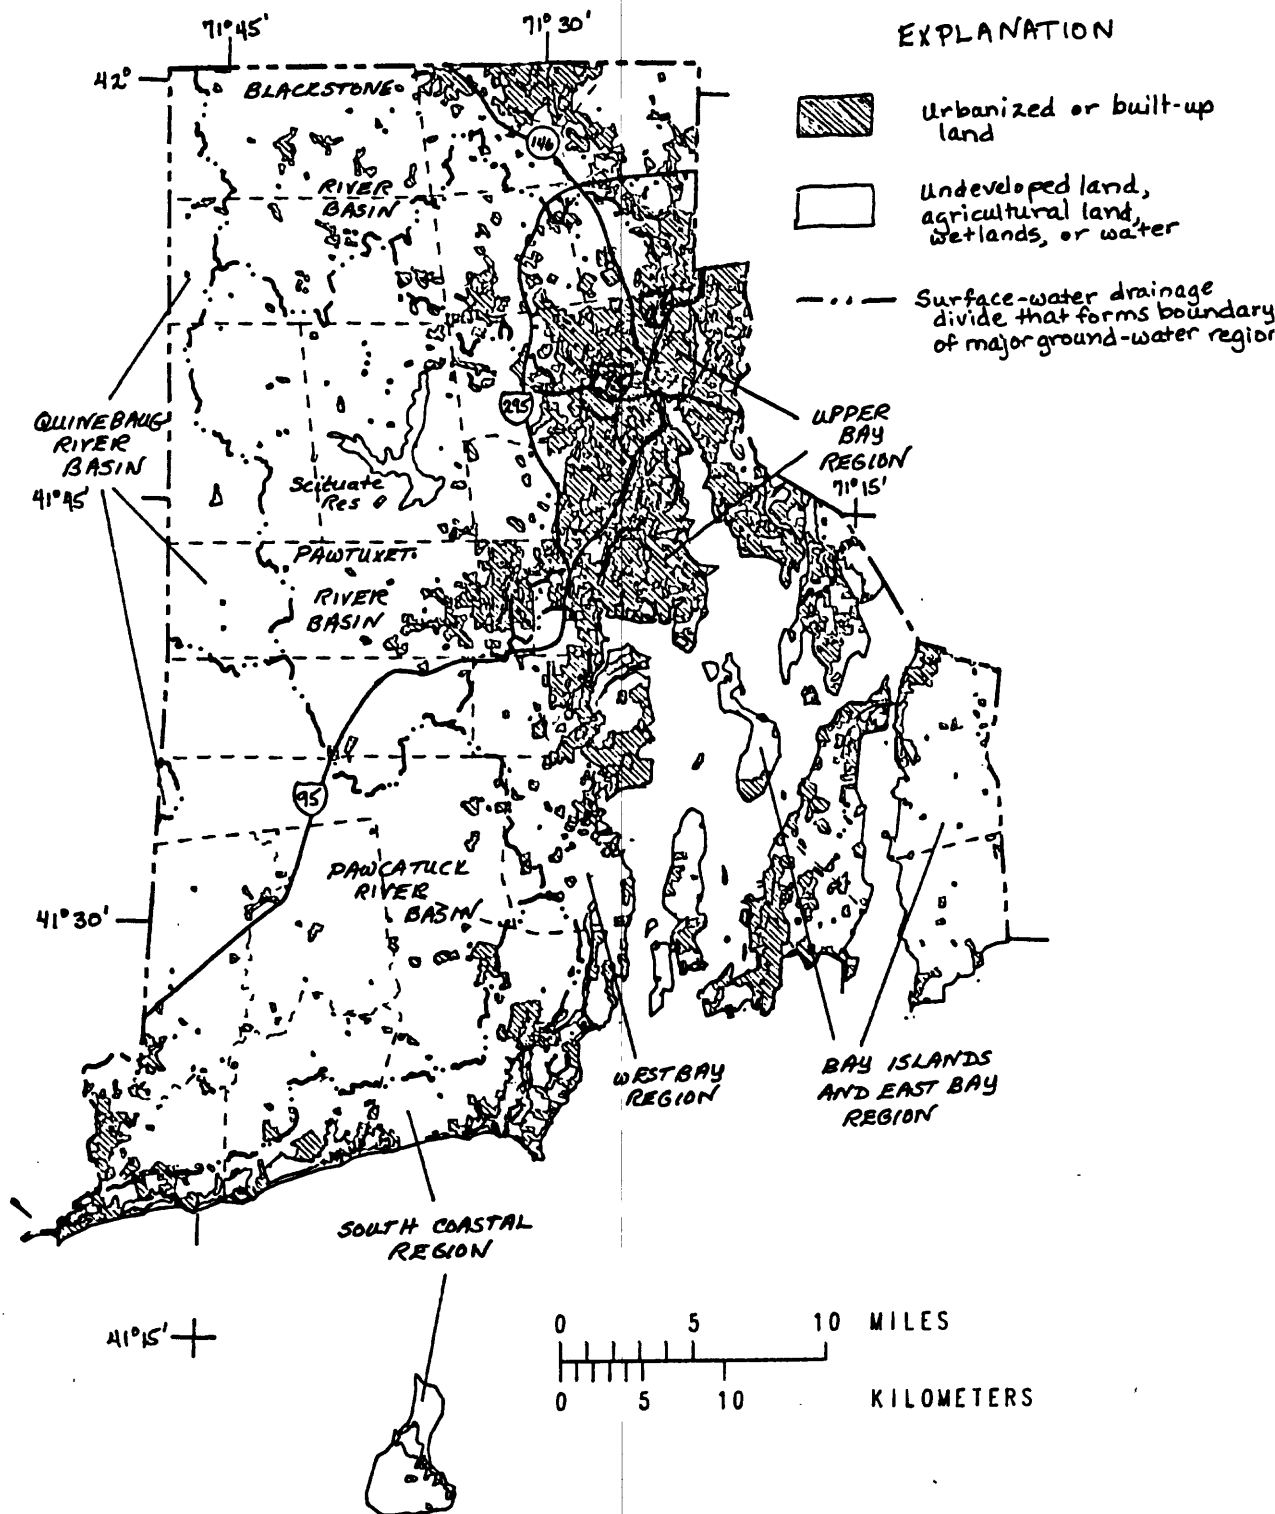 71°45'
71°30'
EXPLANATION
42°
BLACKSTONE
Urbanized or built-up
land
146
Undeveloped land,
agricultural land,
wetlands, or water
RIVER
BASIN
Surface-water drainage
divide that forms boundary
of major ground-water region
295
QUINEBAUG
RIVER
BASIN
UPPER
BAY
REGION
41°45'
Scituate
Res
71°15'
PAWTUXET
RIVER
BASIN
95
PAWCATUCK
RIVER
BASIN
41°30'
WEST BAY
REGION
BAY ISLANDS
AND EAST BAY
REGION
SOUTH COASTAL
REGION
41°15'
0 5 10 MILES
0 5 10 KILOMETERS